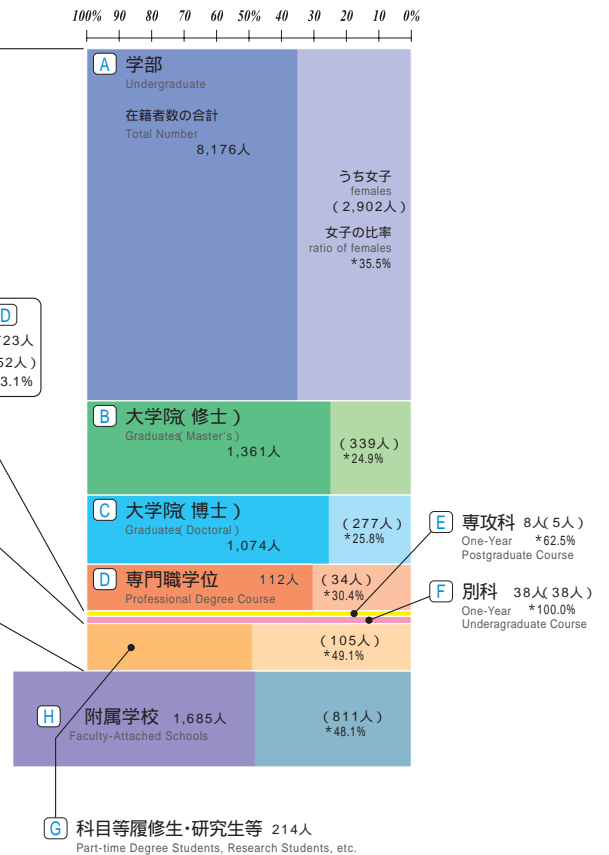 100% 90 80 70 60 50 40 30 20 10 0%
A 学部
Undergraduate
在籍者数の合計
Total Number
8,176人
うち女子
females
(2,902人)
女子の比率
ratio of females
*35.5%
D
23人
52人)
3.1%
B 大学院(修士)
Graduates(Master's)
1,361人
(339人)
*24.9%
C 大学院(博士)
Graduates(Doctoral)
1,074人
(277人)
*25.8%
D 専門職学位 112人
Professional Degree Course
(34人)
*30.4%
E 専攻科 8人(5人)
One-Year *62.5%
Postgraduate Course
F 別科 38人(38人)
One-Year *100.0%
Underagraduate Course
(105人)
*49.1%
H 附属学校 1,685人
Faculty-Attached Schools
(811人)
*48.1%
G 科目等履修生・研究生等 214人
Part-time Degree Students, Research Students, etc.